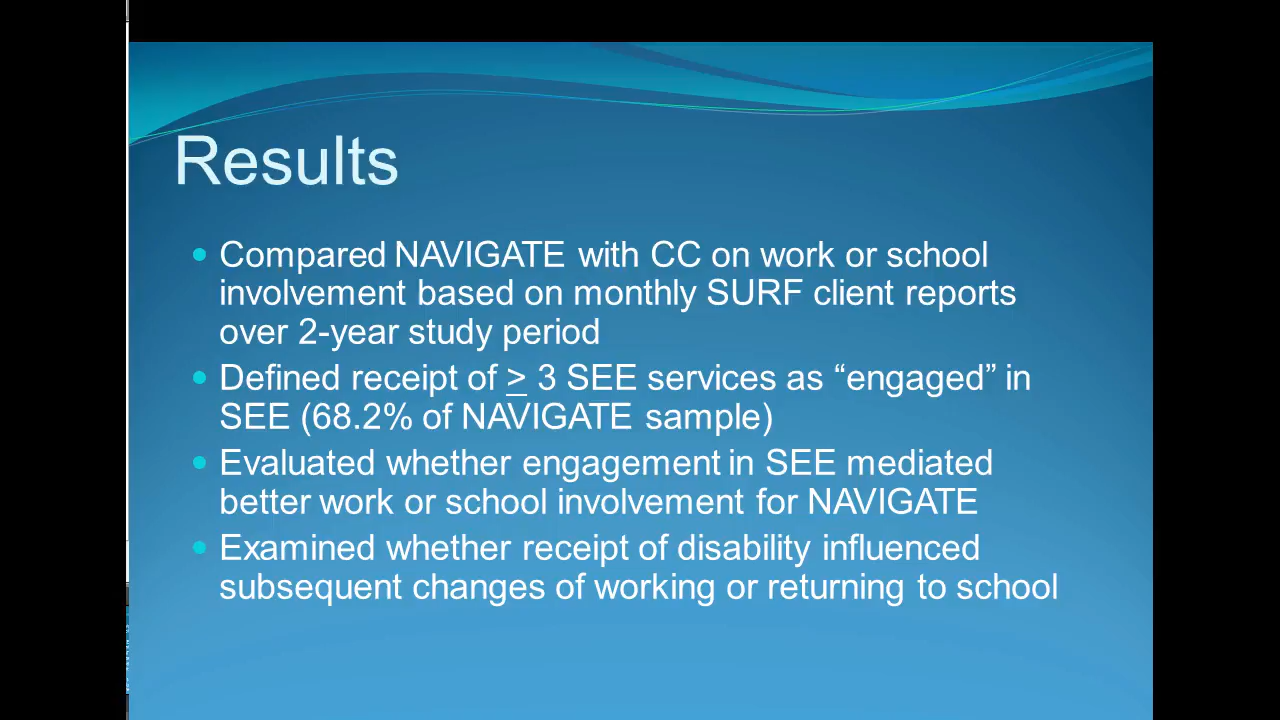 Results
Compared NAVIGATE with CC on work or school
involvement based on monthly SURF client reports
over 2-year study period
Defined receipt of ≥ 3 SEE services as “engaged” in
SEE (68.2% of NAVIGATE sample)
Evaluated whether engagement in SEE mediated
better work or school involvement for NAVIGATE
Examined whether receipt of disability influenced
subsequent changes of working or returning to school